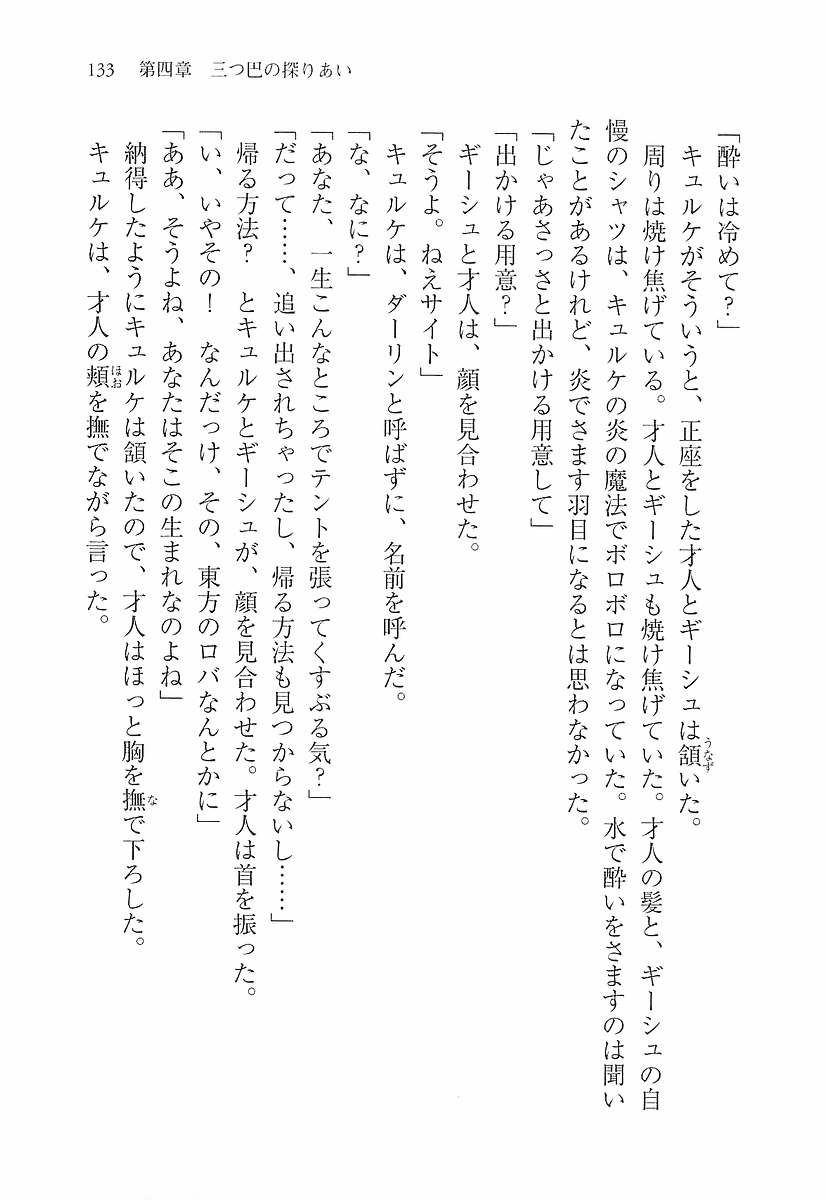 133　第四章　三つ巴の探りあい
「酔いは冷めて？」
　キュルケがそういうと、正座をした才人とギーシュは頷いた。
　周りは焼け焦げている。才人とギーシュも焼け焦げていた。才人の髪と、ギーシュの自
慢のシャツは、キュルケの炎の魔法でボロボロになっていた。水で酔いをさますのは聞い
たことがあるけれど、炎でさます羽目になるとは思わなかった。
「じゃあさっさと出かける用意して」
「出かける用意？」
　ギーシュと才人は、顔を見合わせた。
「そうよ。ねえサイト」
　キュルケは、ダーリンと呼ばずに、名前を呼んだ。
「な、なに？」
「あなた、一生こんなところでテントを張ってくすぶる気？」
「だって……、追い出されちゃったし、帰る方法も見つからないし……」
　帰る方法？　とキュルケとギーシュが、顔を見合わせた。才人は首を振った。
「い、いやその！　なんだっけ、その、東方のロバなんとかに」
「ああ、そうよね、あなたはそこの生まれなのよね」
　納得したようにキュルケは頷いたので、才人はほっと胸を撫で下ろした。
　キュルケは、才人の頬を撫でながら言った。